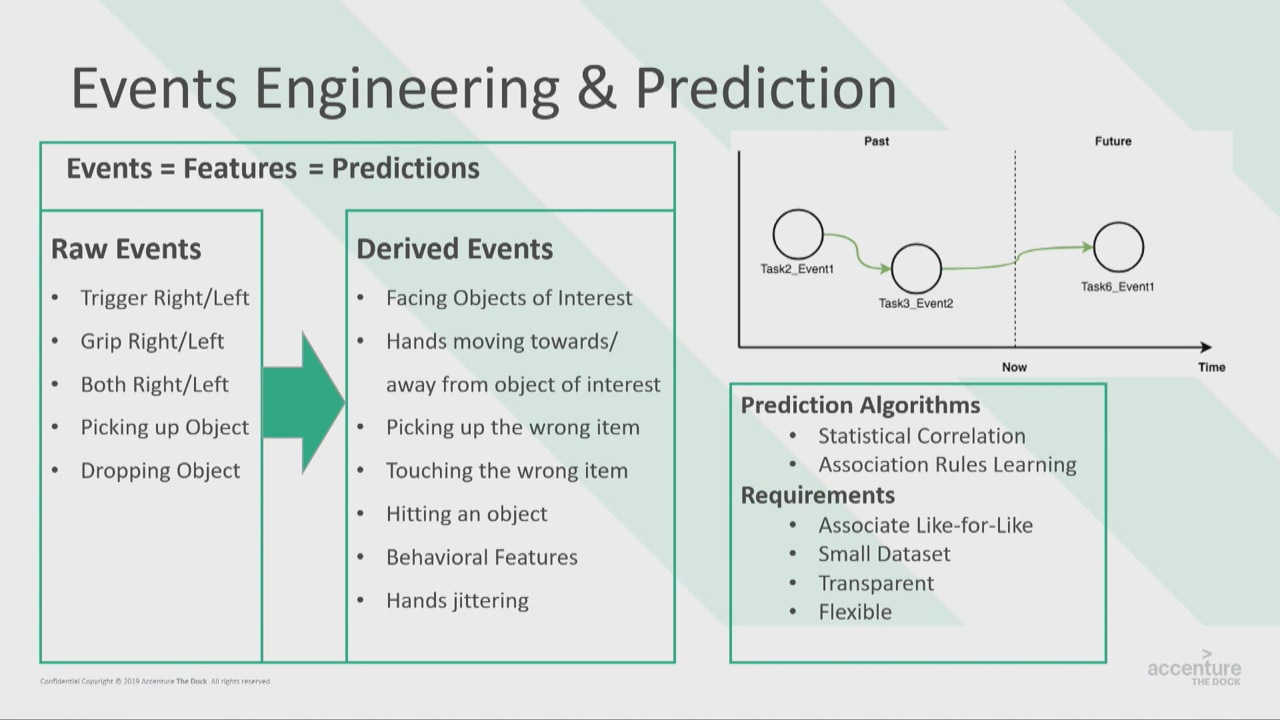 Events Engineering & Prediction
Events = Features = Predictions
Raw Events
• Trigger Right/Left
• Grip Right/Left
• Both Right/Left
• Picking up Object
• Dropping Object
Derived Events
• Facing Objects of Interest
• Hands moving towards/
away from object of interest
• Picking up the wrong item
• Touching the wrong item
• Hitting an object
• Behavioral Features
• Hands jittering
Past
Future
Task2_Event1
Task3_Event2
Task6_Event1
Now
Time
Prediction Algorithms
• Statistical Correlation
• Association Rules Learning
Requirements
• Associate Like-for-Like
• Small Dataset
• Transparent
• Flexible
Confidential Copyright © 2019 Accenture The Dock. All rights reserved.
accenture
THE DOCK